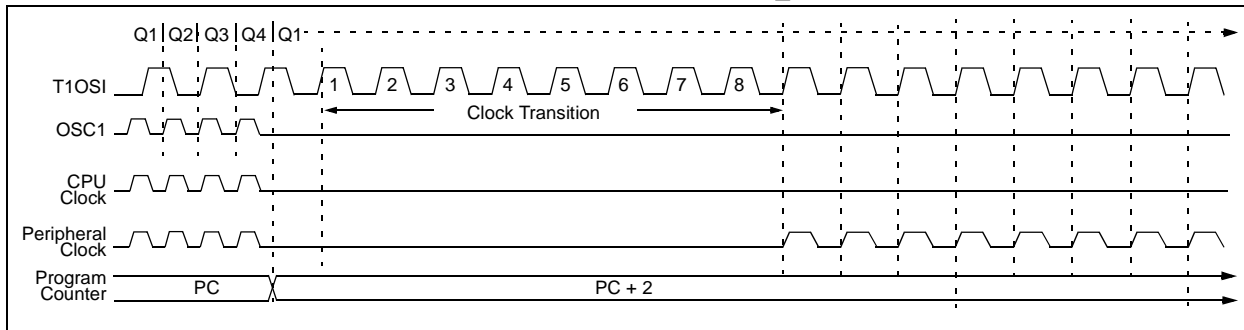 Q1 Q2 Q3 Q4 Q1
T1OSI
1 2 3 4 5 6 7 8
Clock Transition
OSC1
CPU
Clock
Peripheral
Clock
Program
Counter
PC
PC + 2